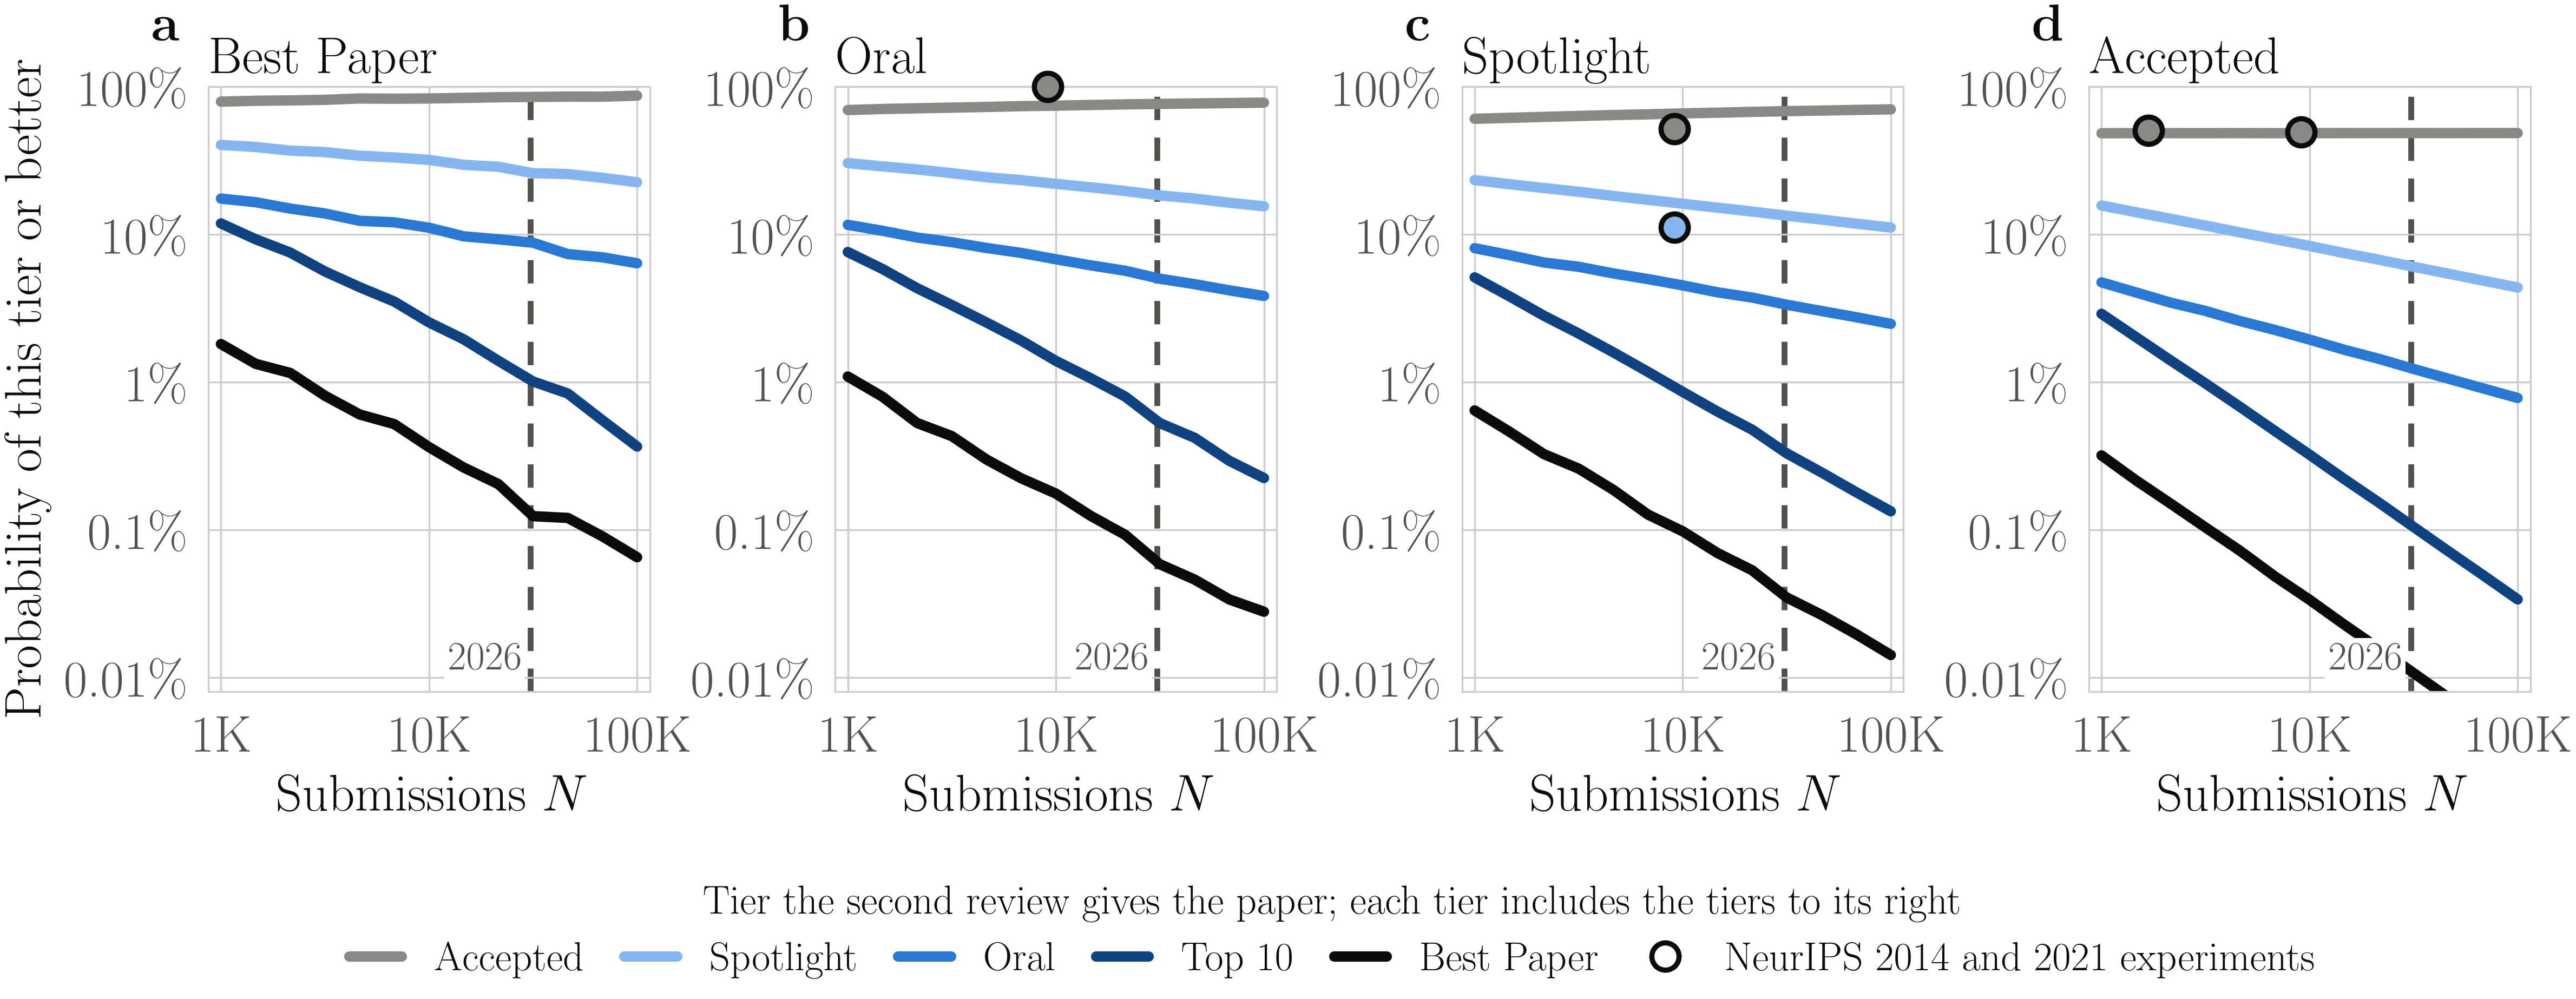 a
Best Paper
b
Oral
c
Spotlight
d
Accepted
Probability of this tier or better
100%
10%
1%
0.1%
0.01%
2026
1K
10K
100K
Submissions N
100%
10%
1%
0.1%
0.01%
2026
1K
10K
100K
Submissions N
100%
10%
1%
0.1%
0.01%
2026
1K
10K
100K
Submissions N
100%
10%
1%
0.1%
0.01%
2026
1K
10K
100K
Submissions N
Tier the second review gives the paper; each tier includes the tiers to its right
Accepted Spotlight Oral Top 10 Best Paper NeurIPS 2014 and 2021 experiments